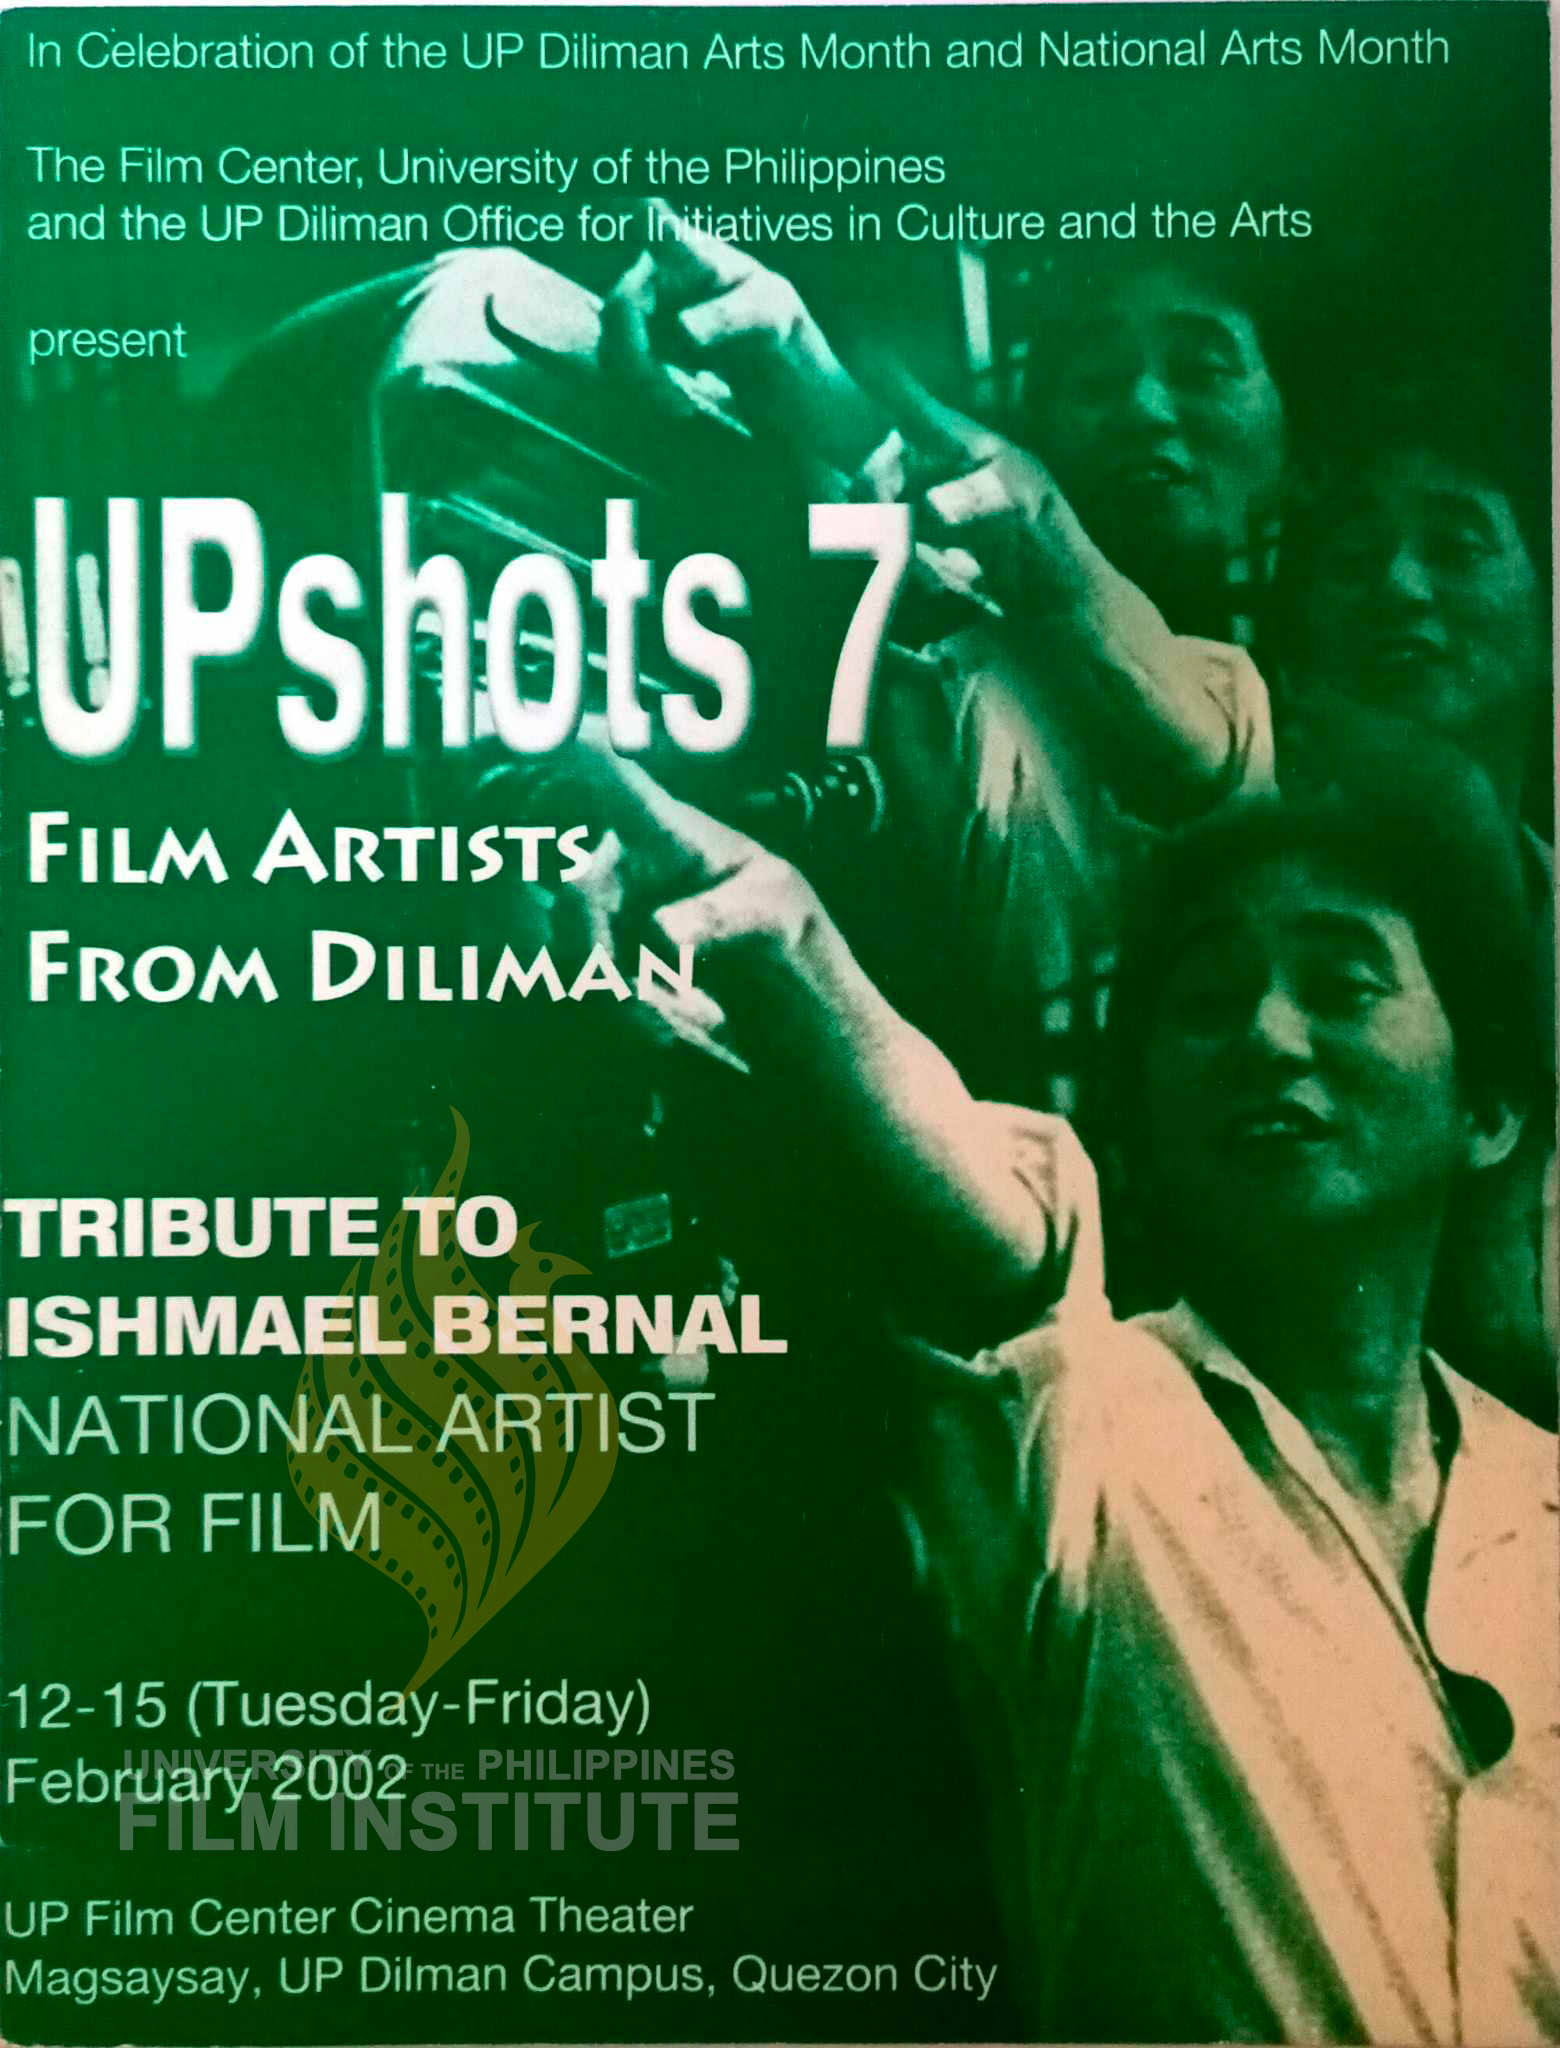 In Celebration of the UP Diliman Arts Month and National Arts Month
The Film Center, University of the Philippines
and the UP Diliman Office for Initiatives in Culture and the Arts
present
UPshots 7
FILM ARTISTS
FROM DILIMAN
TRIBUTE TO
ISHMAEL BERNAL
NATIONAL ARTIST
FOR FILM
12-15 (Tuesday-Friday)
February 2002
UNIVERSITY OF THE PHILIPPINES
FILM INSTITUTE
UP Film Center Cinema Theater
Magsaysay, UP Dilman Campus, Quezon City